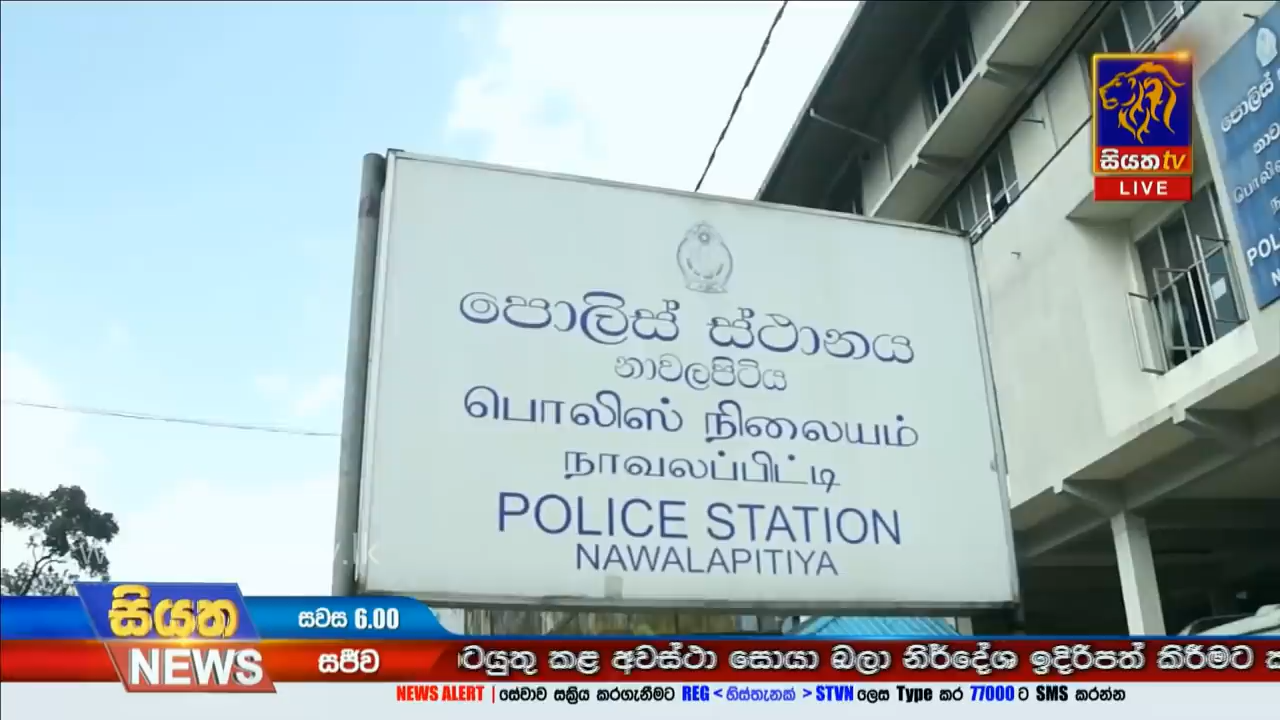 සියත tv
LIVE
පොලිස් ස්ථානය
නාවලපිටිය
பொலிஸ் நிலையம்
நாவலப்பிட்டி
POLICE STATION
NAWALAPITIYA
පොලිස්
සියත
NEWS
සවස 6.00
සජීව
ටයුතු කළ අවස්ථා සොයා බලා නිර්දේශ ඉදිරිපත් කිරීමට
NEWS ALERT | සේවාව සක්‍රිය කරගැනීමට REG < හිස්තැනක් > STVN ලෙස Type කර 77000 ට SMS කරන්න